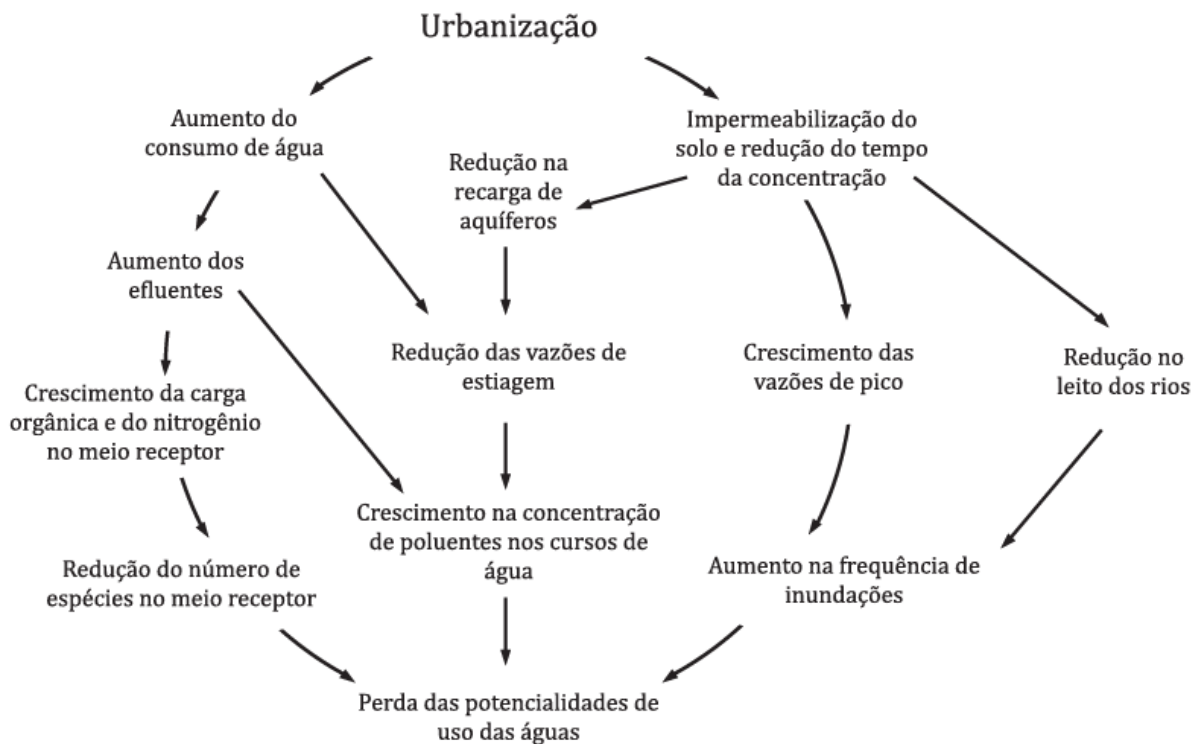 Urbanização
Aumento do
consumo de água
Impermeabilização do
solo e redução do tempo
da concentração
Redução na
recarga de
aquíferos
Aumento dos
efluentes
Redução das vazões de
estiagem
Crescimento das
vazões de pico
Redução no
leito dos rios
Crescimento da carga
orgânica e do nitrogênio
no meio receptor
Crescimento na concentração
de poluentes nos cursos de
água
Redução do número de
espécies no meio receptor
Aumento na frequência de
inundações
Perda das potencialidades de
uso das águas